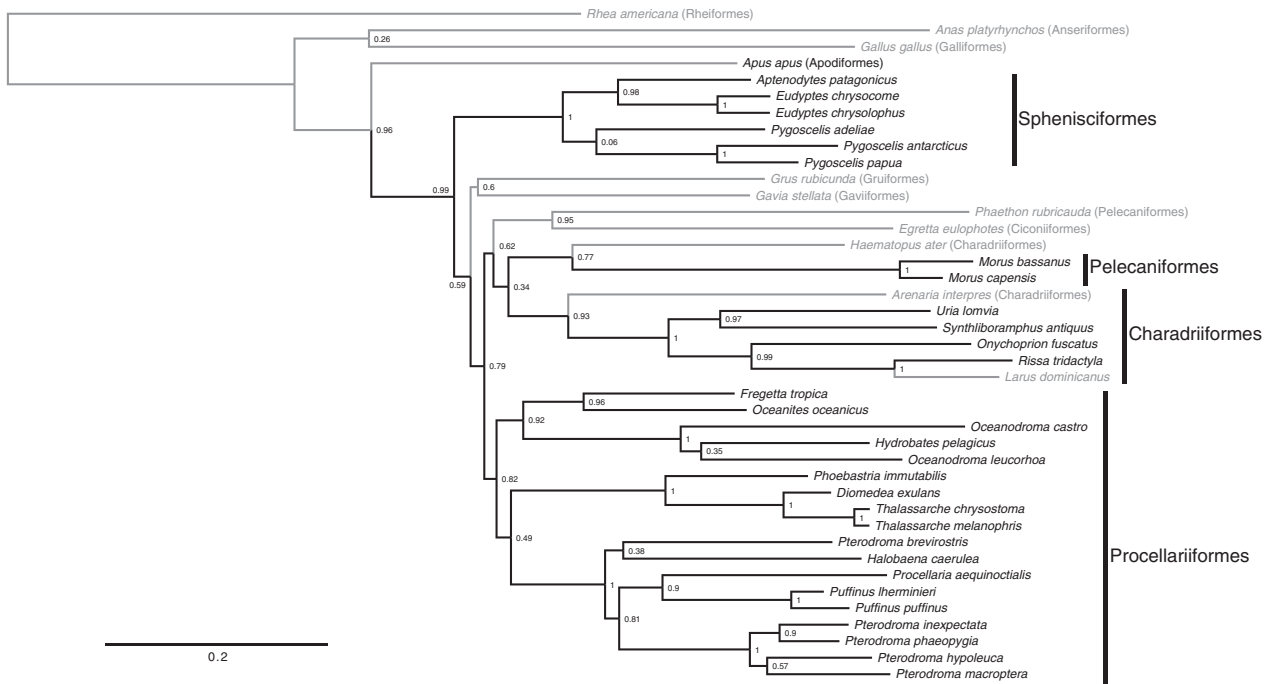 Rhea americana (Rheiformes)
Anas platyrhynchos (Anseriformes)
0.26
Gallus gallus (Galliformes)
Apus apus (Apodiformes)
Aptenodytes patagonicus
0.98
Eudyptes chrysocome
1
Eudyptes chrysolophus
Sphenisciformes
1
Pygoscelis adeliae
0.96
0.06
Pygoscelis antarcticus
1
Pygoscelis papua
Grus rubicunda (Gruiformes)
0.99
0.6
Gavia stellata (Gaviiformes)
Phaethon rubricauda (Pelecaniformes)
0.95
Egretta eulophotes (Ciconiiformes)
0.62
Haematopus ater (Charadriiformes)
0.77
Morus bassanus
1
Pelecaniformes
Morus capensis
0.59
0.34
Arenaria interpres (Charadriiformes)
Uria lomvia
0.93
0.97
Synthliboramphus antiquus
Charadriiformes
1
Onychoprion fuscatus
0.99
Rissa tridactyla
0.79
1
Larus dominicanus
Fregetta tropica
0.96
Oceanites oceanicus
0.92
Oceanodroma castro
1
Hydrobates pelagicus
0.35
Oceanodroma leucorhoa
Phoebastria immutabilis
0.82
1
Diomedea exulans
1
Thalassarche chrysostoma
1
Thalassarche melanophris
0.49
Pterodroma brevirostris
0.38
Halobaena caerulea
Procellariiformes
Procellaria aequinoctialis
1
0.9
Puffinus lherminieri
1
Puffinus puffinus
0.81
Pterodroma inexpectata
0.9
Pterodroma phaeopygia
1
Pterodroma hypoleuca
0.57
Pterodroma macroptera
0.2